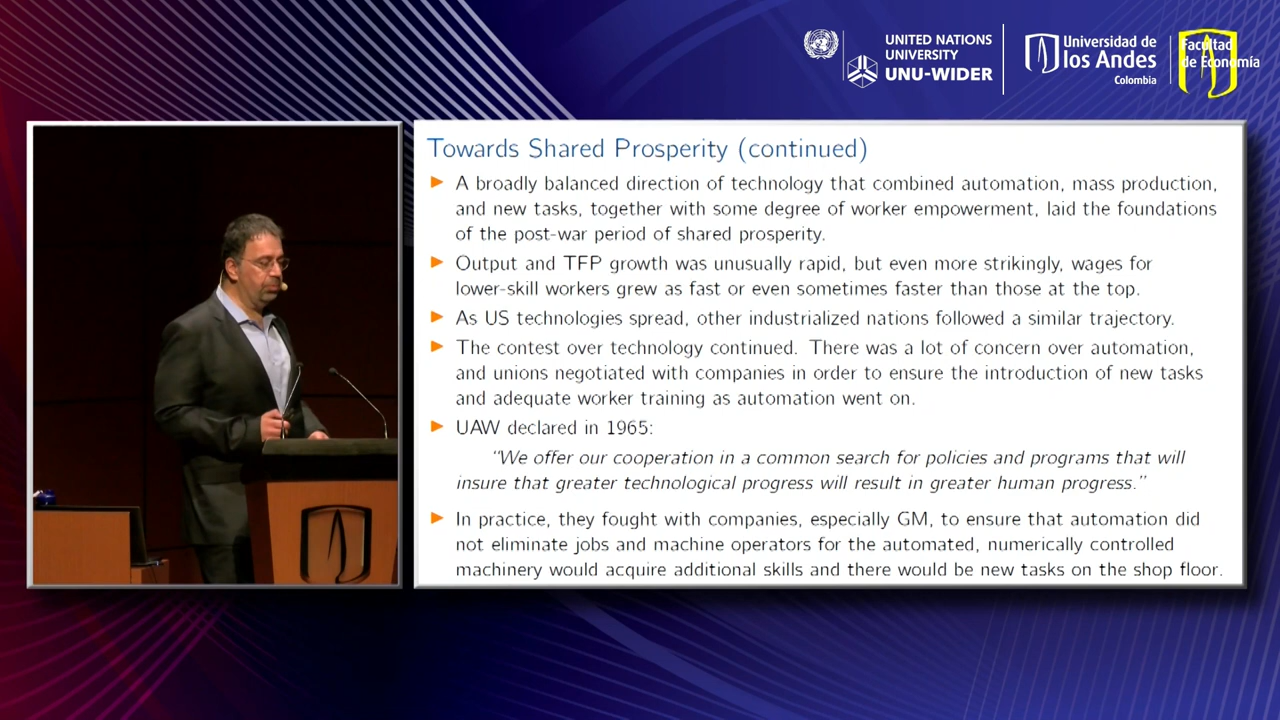 UNITED NATIONS
UNIVERSITY
UNU-WIDER
Universidad de
los Andes
Colombia
Facultad
de Economía
Towards Shared Prosperity (continued)
A broadly balanced direction of technology that combined automation, mass production,
and new tasks, together with some degree of worker empowerment, laid the foundations
of the post-war period of shared prosperity.
Output and TFP growth was unusually rapid, but even more strikingly, wages for
lower-skill workers grew as fast or even sometimes faster than those at the top.
As US technologies spread, other industrialized nations followed a similar trajectory.
The contest over technology continued. There was a lot of concern over automation,
and unions negotiated with companies in order to ensure the introduction of new tasks
and adequate worker training as automation went on.
UAW declared in 1965:
"We offer our cooperation in a common search for policies and programs that will
insure that greater technological progress will result in greater human progress."
In practice, they fought with companies, especially GM, to ensure that automation did
not eliminate jobs and machine operators for the automated, numerically controlled
machinery would acquire additional skills and there would be new tasks on the shop floor.